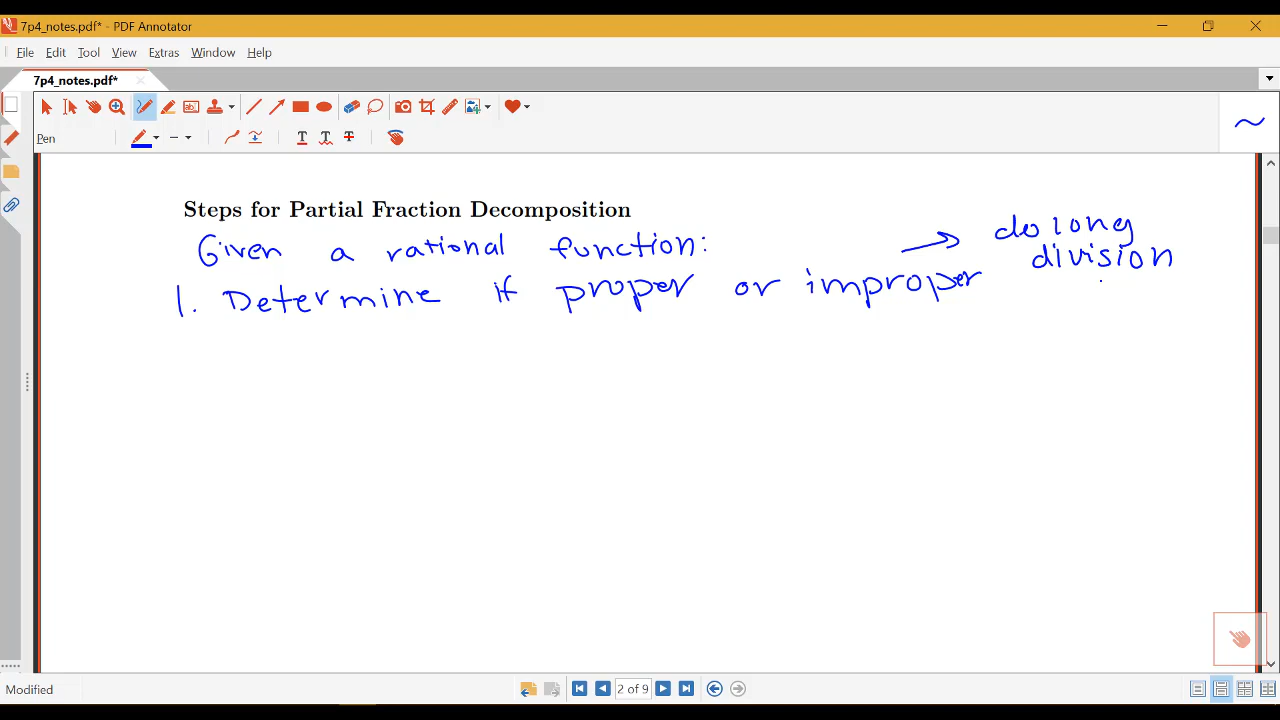 7p4_notes.pdf* - PDF Annotator
File Edit Tool View Extras Window Help
7p4_notes.pdf*
Pen
Steps for Partial Fraction Decomposition
Given a rational function:
1. Determine if proper or improper → do long
division
Modified
2 of 9